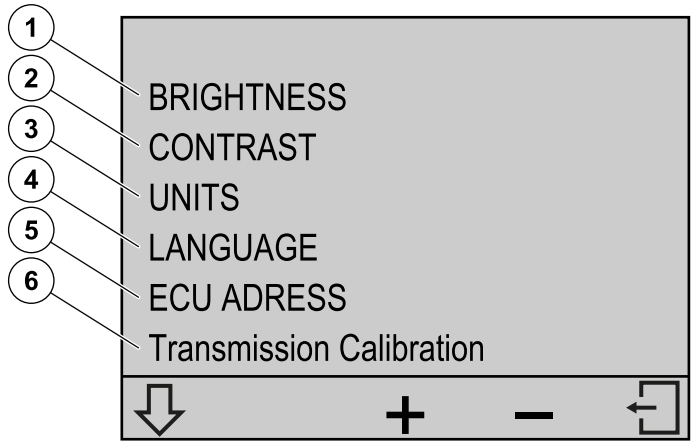 1
BRIGHTNESS
2
CONTRAST
3
UNITS
4
LANGUAGE
5
ECU ADRESS
6
Transmission Calibration
+ −